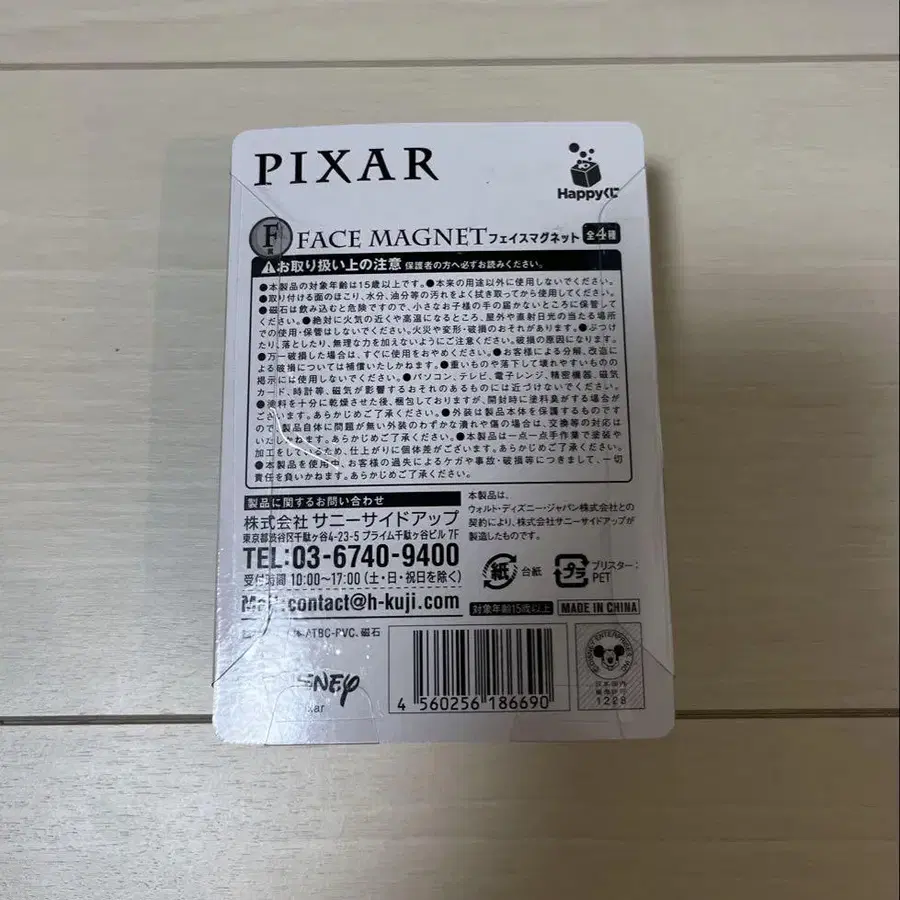 PIXAR
Happyくじ
F賞 FACE MAGNET フェイスマグネット 全4種
お取り扱い上の注意 保護者の方へ必ずお読みください。
●本製品の対象年齢は15歳以上です。●本来の用途以外に使用しないでください。
●取り付ける面のほこり、水分、油分等の汚れをよく拭き取ってから使用してください。
●磁石は飲み込むと危険ですので、小さなお子様の手の届かないところに保管して
ください。●絶対に火気の近くや高温になるところ、屋外や直射日光の当たる場所
での使用・保管はしないでください。火災や変形・破損のおそれがあります。●ぶつけ
たり、落としたり、無理な力を加えないようにご注意ください。破損の原因になります。
●万一破損した場合は、すぐに使用をおやめください。●お客様による分解、改造に
よる破損については補償いたしかねます。●重いものや落下して壊れやすいものの
掲示には使用しないでください。●パソコン、テレビ、電子レンジ、精密機器、磁気
カード、時計等、磁気が影響するおそれのあるものには近づけないでください。
●塗料を十分に乾燥させた後、梱包しておりますが、開封時に塗料臭がする場合が
ございます。あらかじめご了承ください。●外装は製品本体を保護するものです
ので、製品自体に問題が無い外装のわずかな潰れや傷の場合は、交換等の対応は
いたしかねます。あらかじめご了承ください。●本製品は一点一点手作業で塗装や
加工をしているため、仕上がりに個体差がございます。あらかじめご了承ください。
●本製品を使用中、お客様の過失によるケガや事故・破損等につきまして、一切
責任を負いかねます。あらかじめご了承ください。
製品に関するお問い合わせ
株式会社 サニーサイドアップ
東京都渋谷区千駄ヶ谷4-23-5 プライム千駄ヶ谷ビル 7F
TEL:03-6740-9400
受付時間 10:00〜17:00 (土・日・祝日を除く)
Mail:contact@h-kuji.com
本製品は、
ウォルト・ディズニー・ジャパン株式会社との
契約により、株式会社サニーサイドアップが
製造したものです。
紙 台紙
プラ ブリスター:
PET
対象年齢15歳以上
MADE IN CHINA
ATBC-PVC、磁石
DISNEY
4 560256 186690
1228